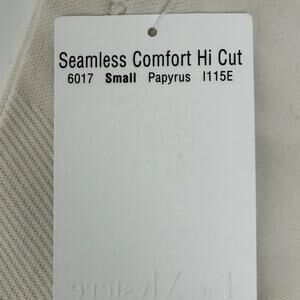 Seamless Comfort Hi Cut
6017 Small Papyrus I115E